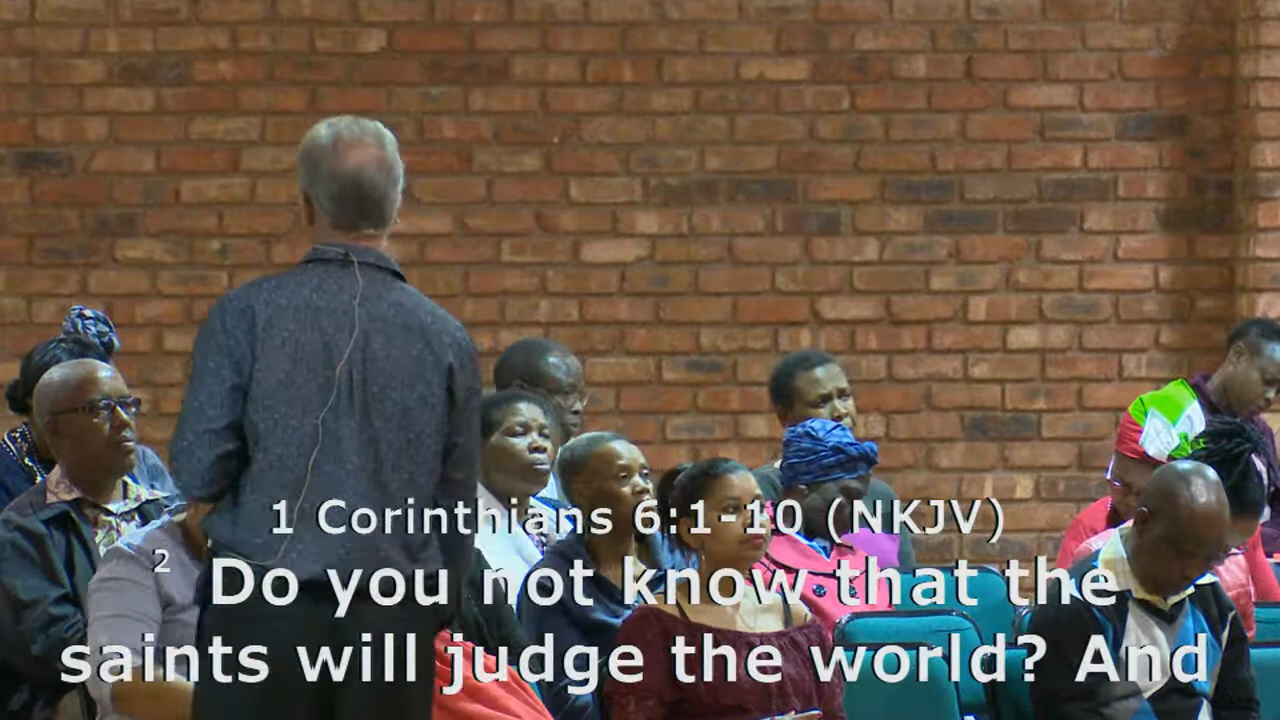 1 Corinthians 6:1-10 (NKJV)
² Do you not know that the
saints will judge the world? And